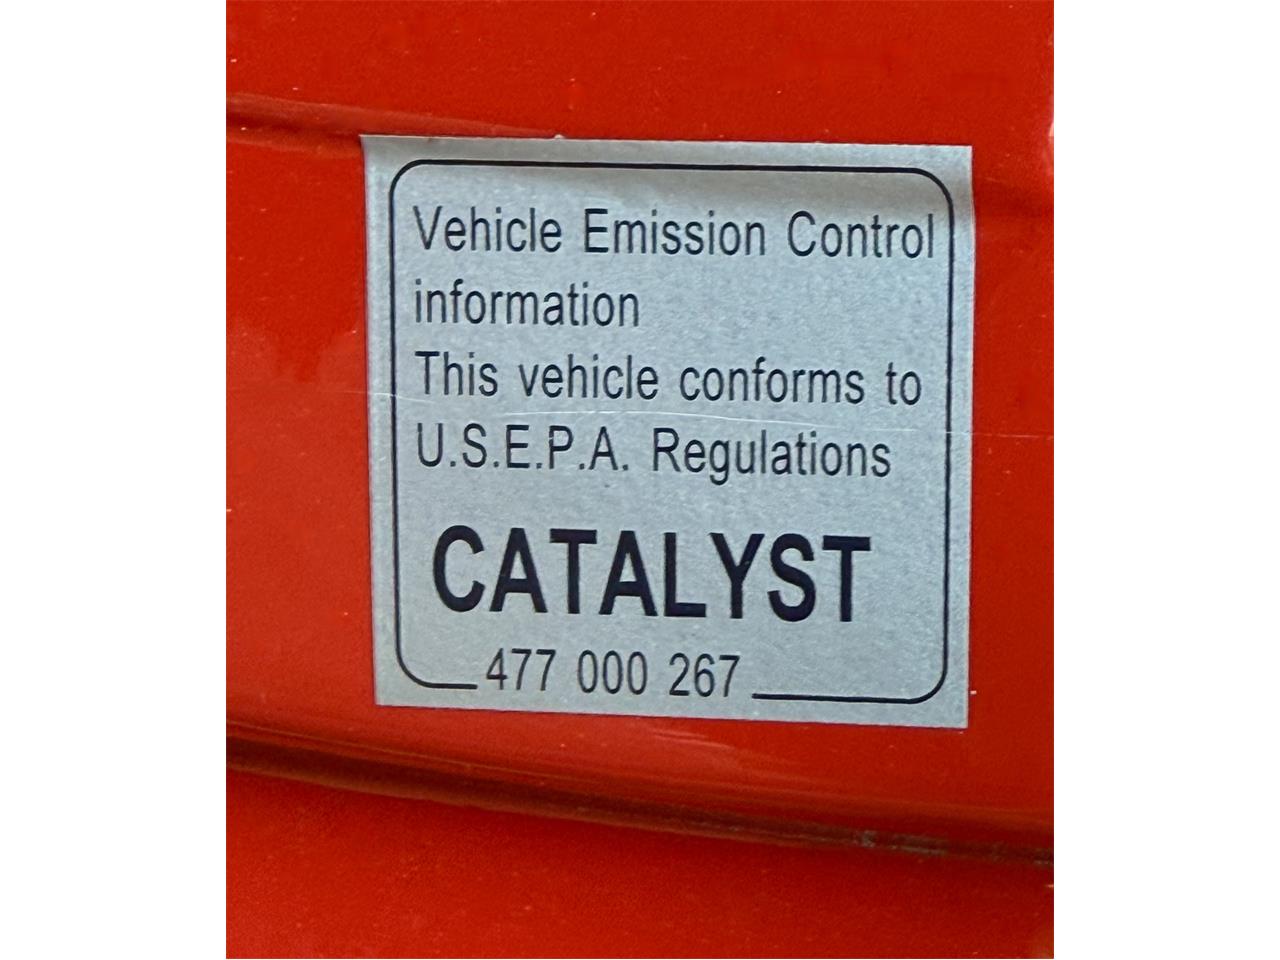 Vehicle Emission Control
information
This vehicle conforms to
U.S.E.P.A. Regulations
CATALYST
477 000 267